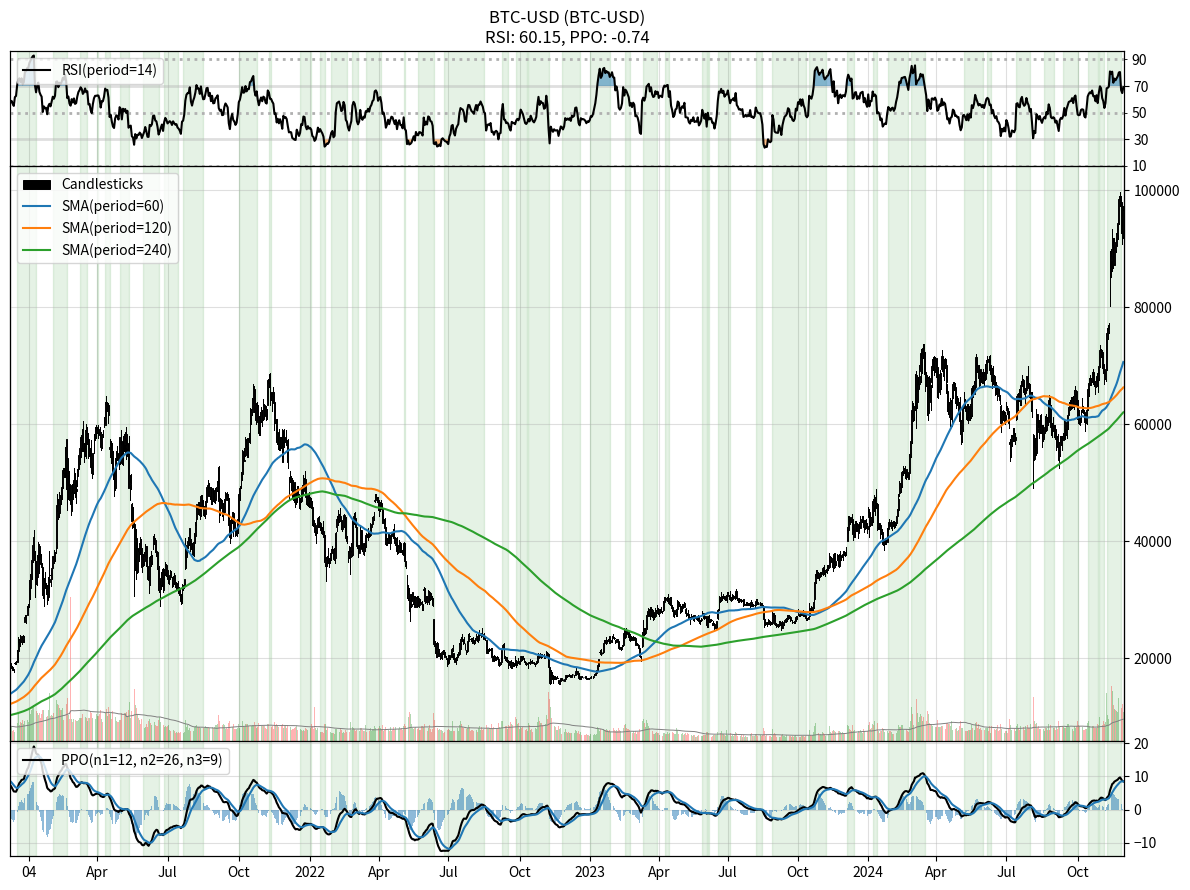 BTC-USD (BTC-USD)
RSI: 60.15, PPO: -0.74
RSI(period=14)
90
70
50
30
10
Candlesticks
SMA(period=60)
SMA(period=120)
SMA(period=240)
100000
80000
60000
40000
20000
PPO(n1=12, n2=26, n3=9)
20
10
0
−10
04 Apr Jul Oct 2022 Apr Jul Oct 2023 Apr Jul Oct 2024 Apr Jul Oct